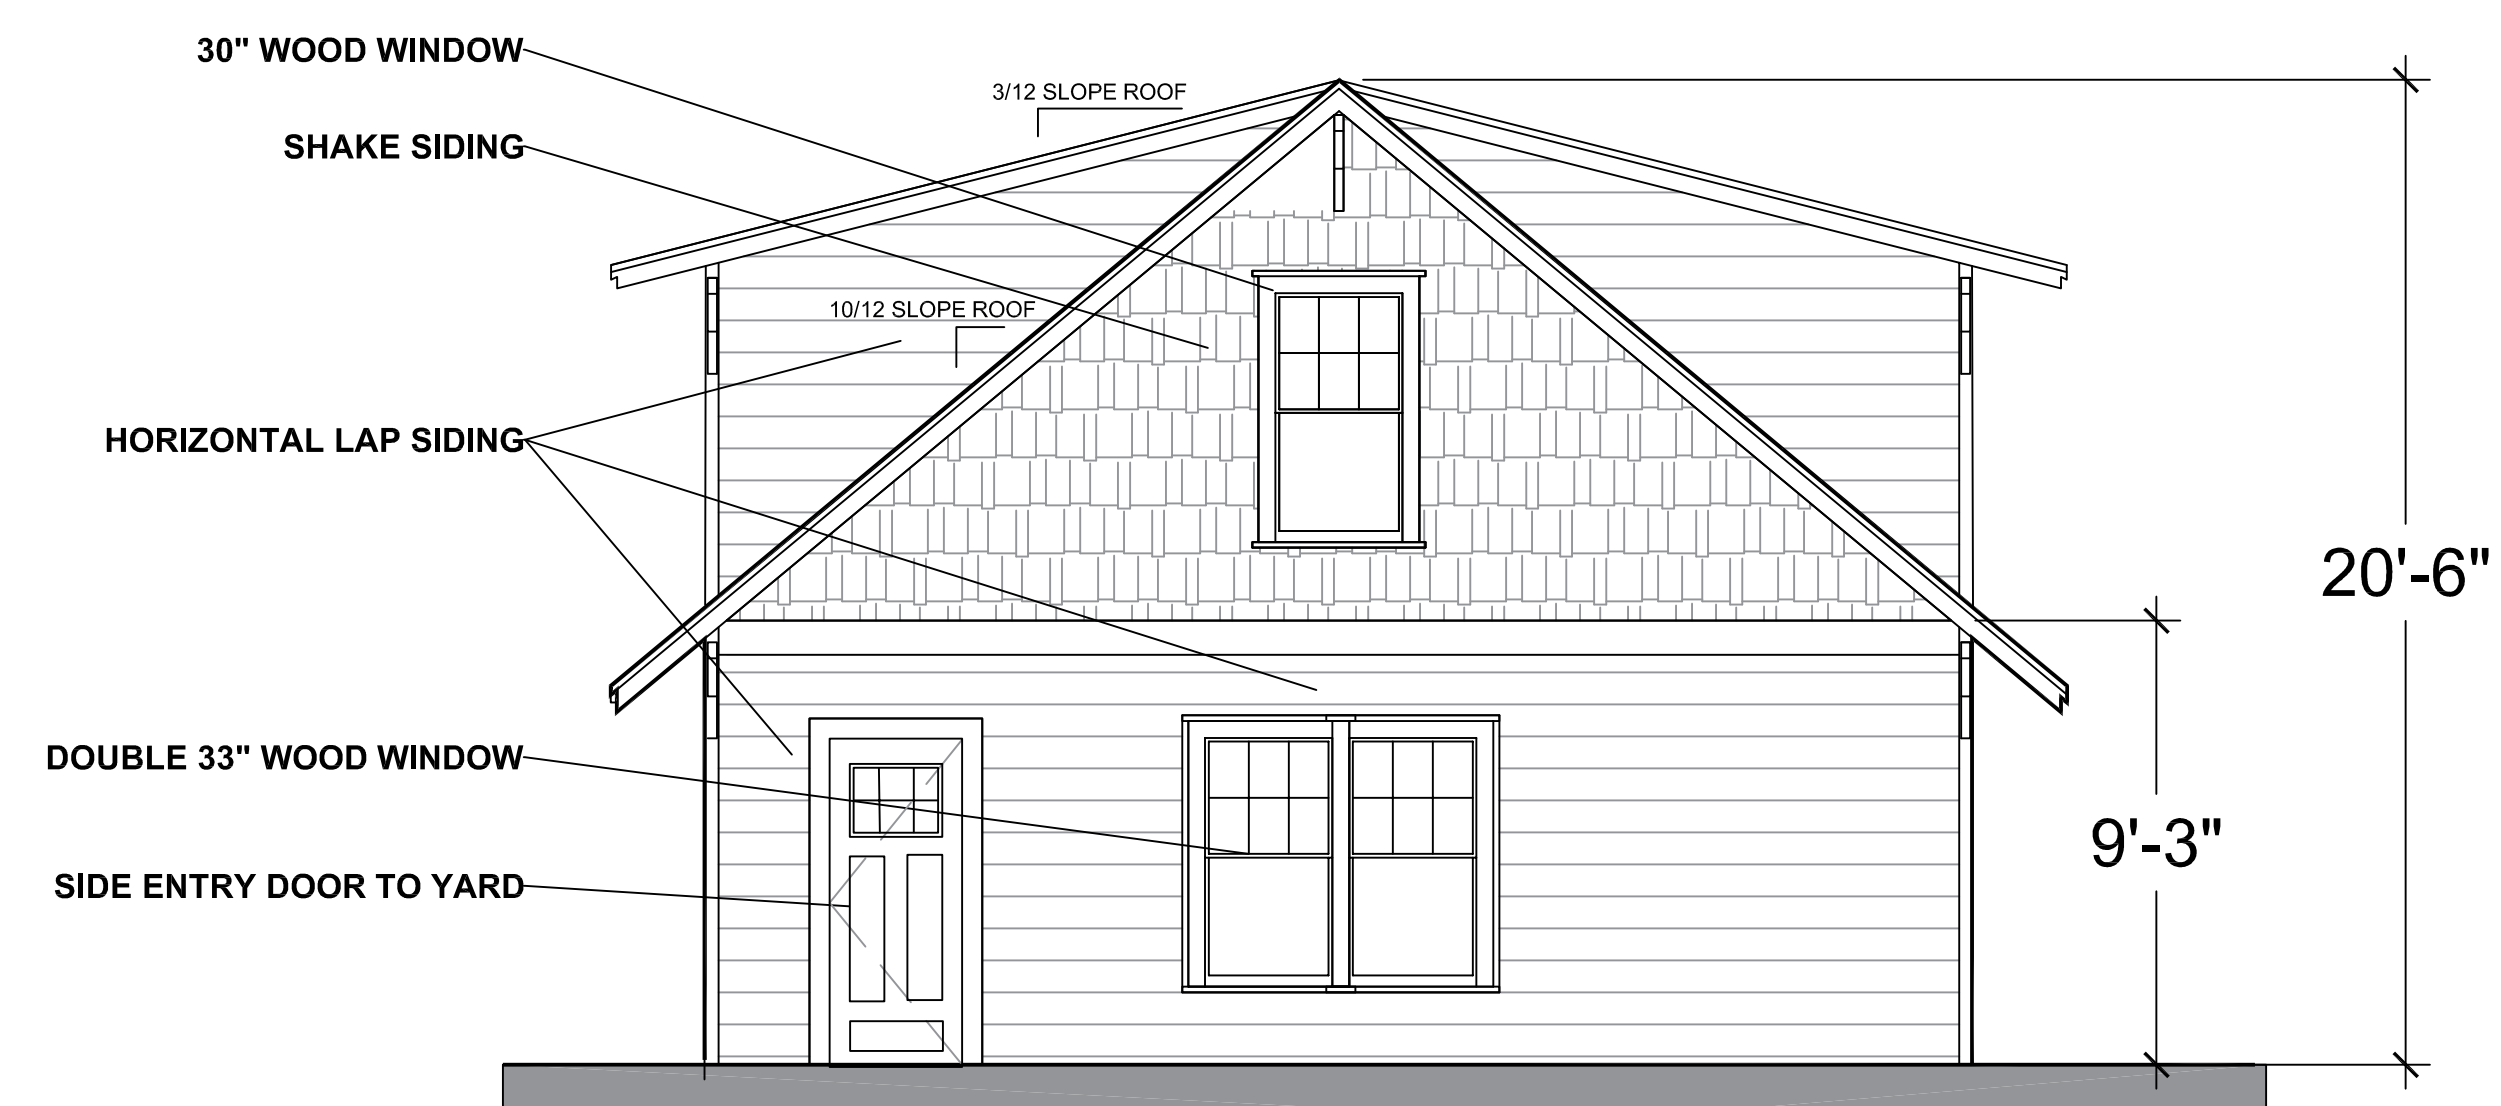 30" WOOD WINDOW
3/12 SLOPE ROOF
SHAKE SIDING
10/12 SLOPE ROOF
HORIZONTAL LAP SIDING
20'-6"
DOUBLE 33" WOOD WINDOW
9'-3"
SIDE ENTRY DOOR TO YARD